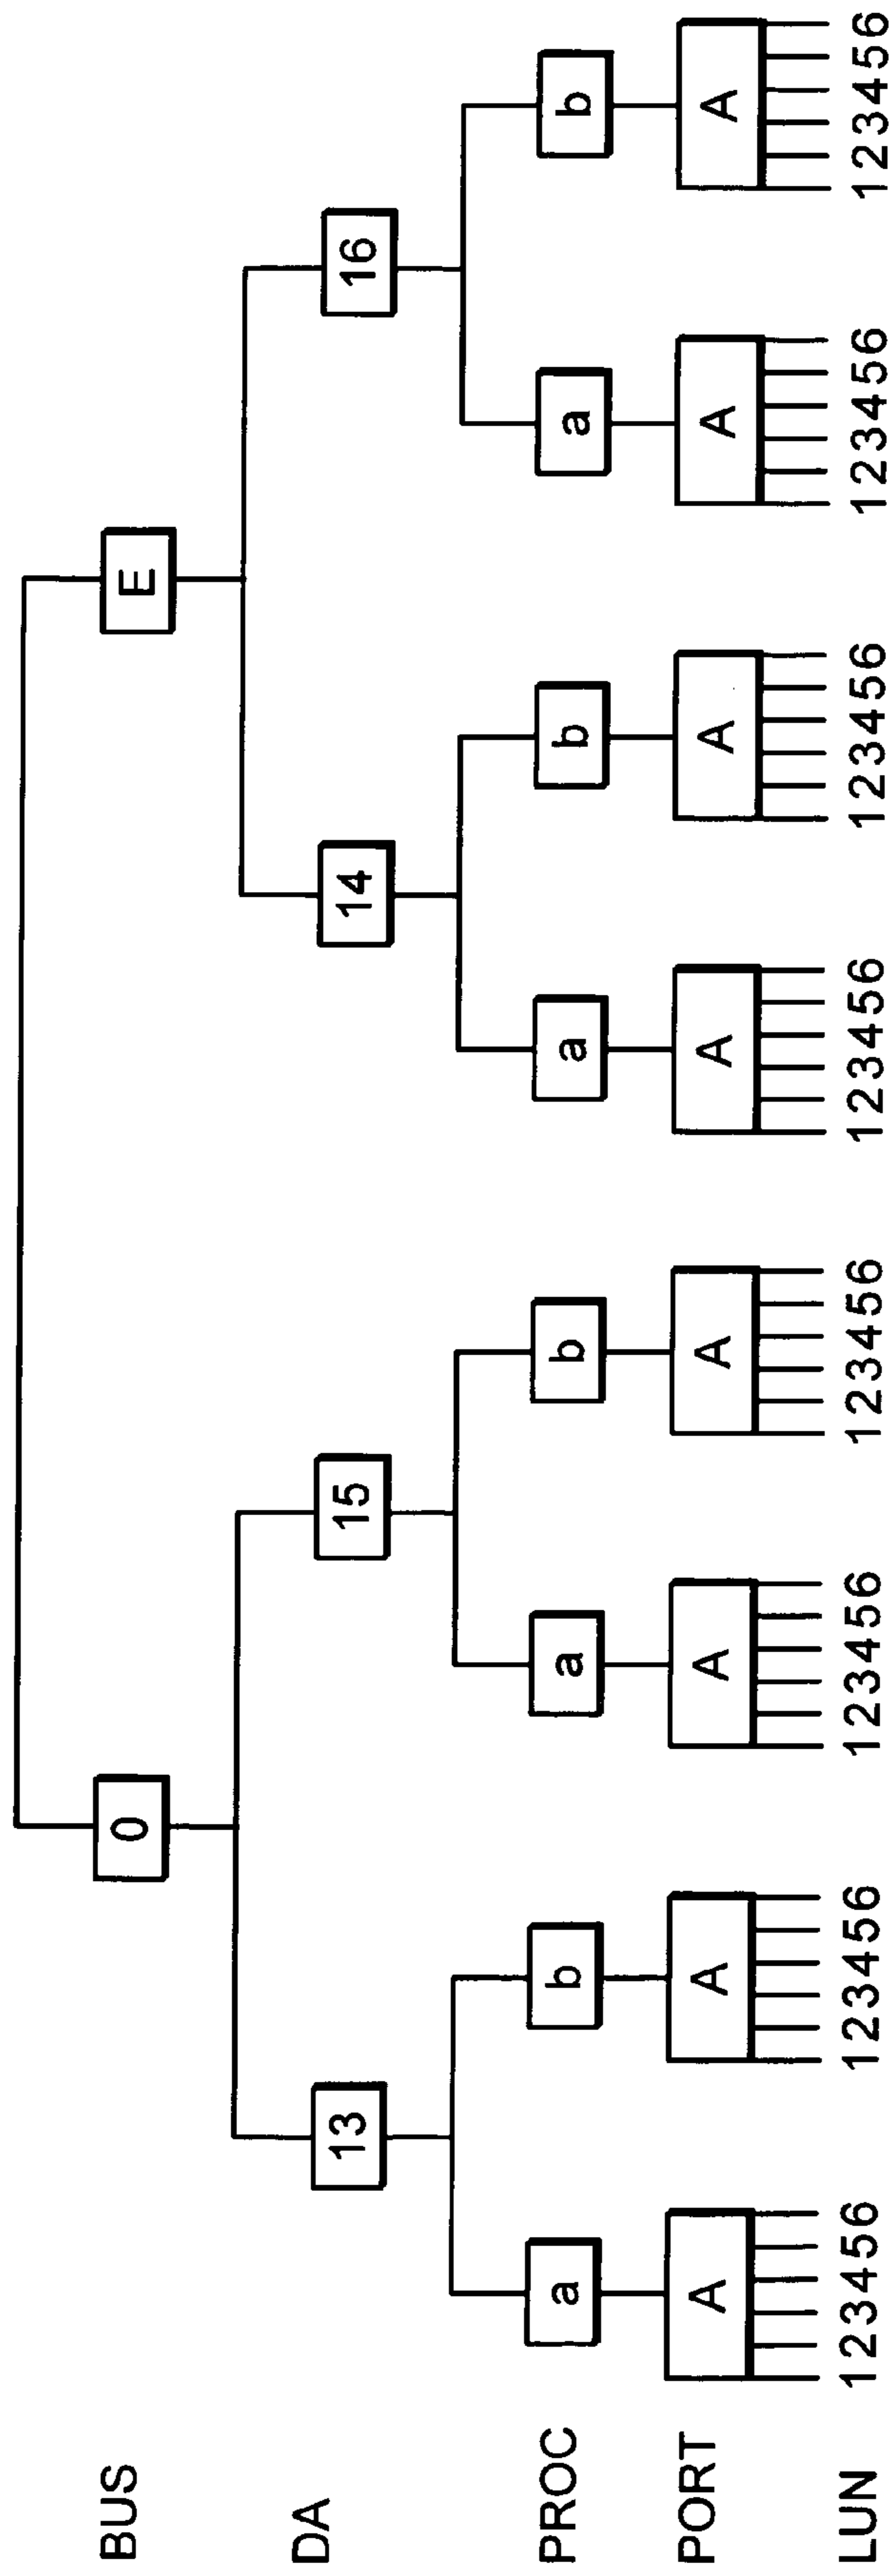 BUS 0 E
DA 13 15 14 16
PROC a b a b a b a b
PORT A A A A A A A A
LUN 123456 123456 123456 123456 123456 123456 123456 123456